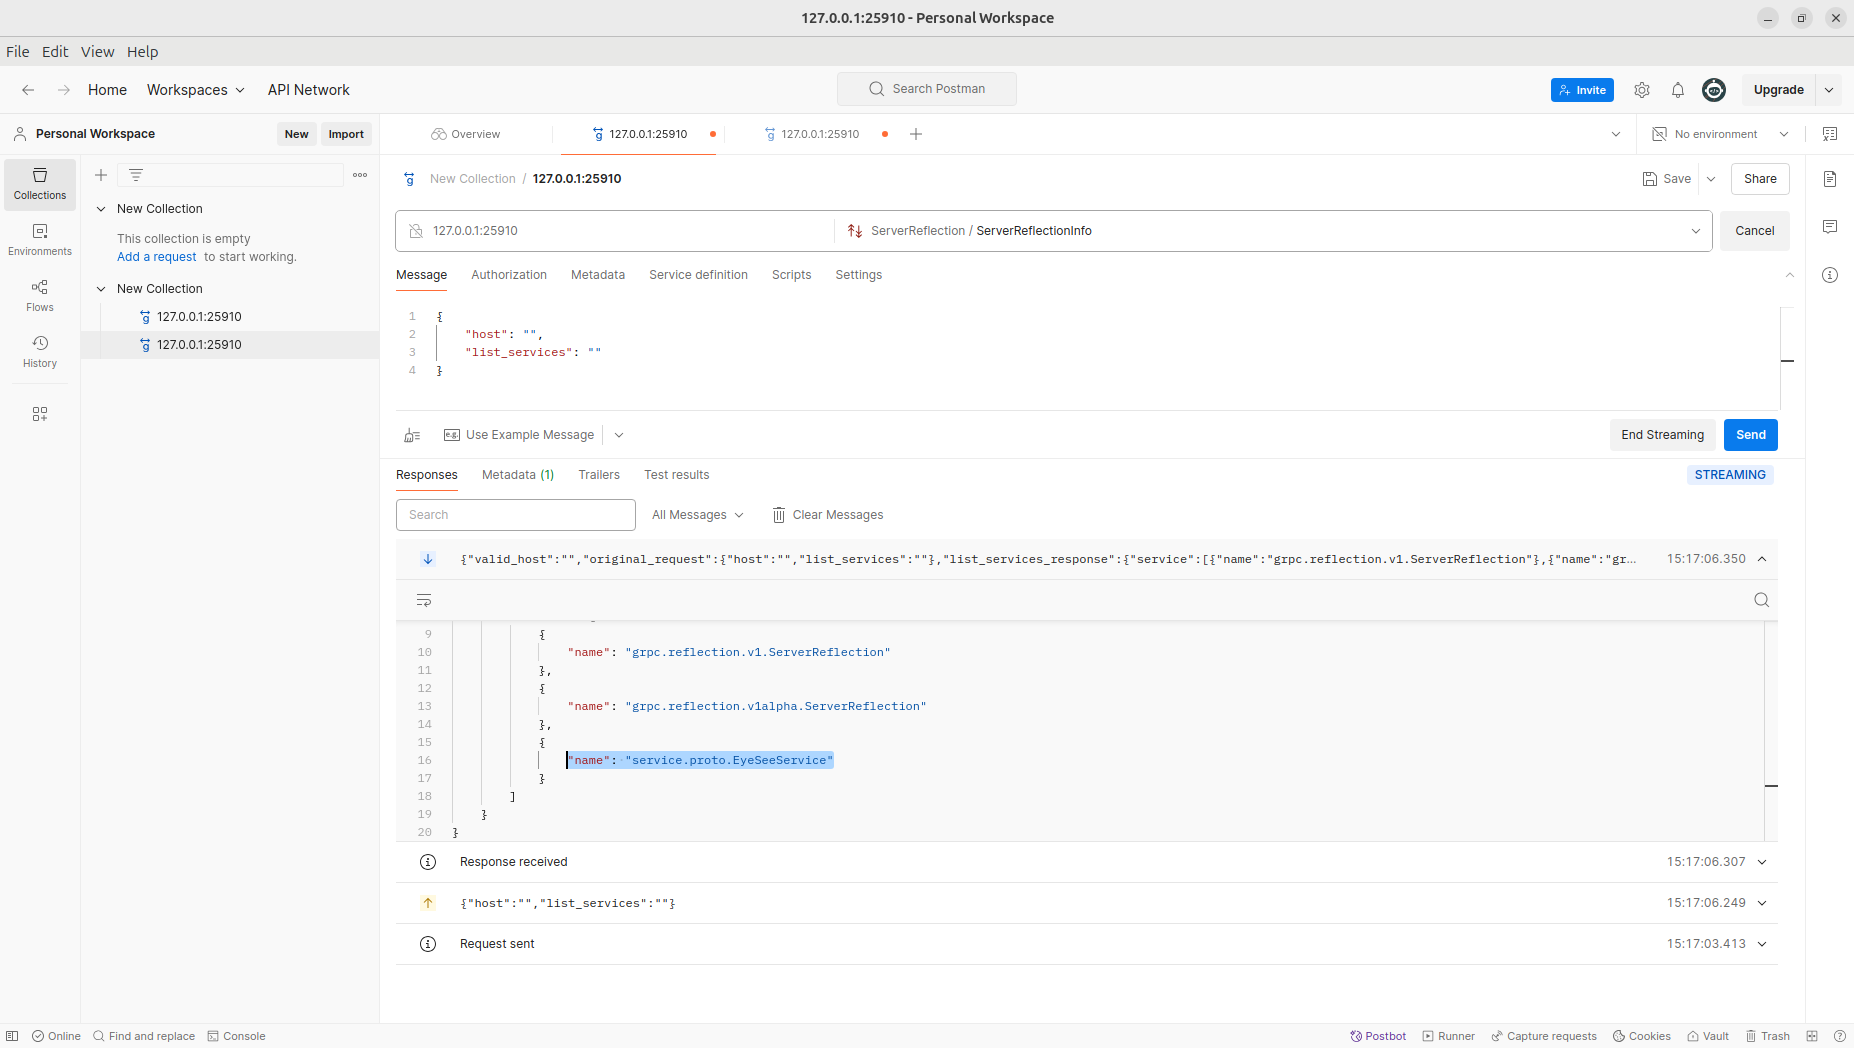 127.0.0.1:25910 - Personal Workspace
File Edit View Help
Home Workspaces API Network Search Postman Invite Upgrade
Personal Workspace New Import Overview 127.0.0.1:25910 127.0.0.1:25910 No environment
Collections
Environments
Flows
History
New Collection
This collection is empty
Add a request to start working.
New Collection
127.0.0.1:25910
127.0.0.1:25910
New Collection / 127.0.0.1:25910 Save Share
127.0.0.1:25910 ServerReflection / ServerReflectionInfo Cancel
Message Authorization Metadata Service definition Scripts Settings
1 {
2 "host": "",
3 "list_services": ""
4 }
Use Example Message End Streaming Send
Responses Metadata (1) Trailers Test results STREAMING
Search All Messages Clear Messages
{"valid_host":"","original_request":{"host":"","list_services":""},"list_services_response":{"service":[{"name":"grpc.reflection.v1.ServerReflection"},{"name":"gr... 15:17:06.350
9 {
10 "name": "grpc.reflection.v1.ServerReflection"
11 },
12 {
13 "name": "grpc.reflection.v1alpha.ServerReflection"
14 },
15 {
16 "name": "service.proto.EyeSeeService"
17 }
18 ]
19 }
20 }
Response received 15:17:06.307
{"host":"","list_services":""} 15:17:06.249
Request sent 15:17:03.413
Online Find and replace Console Postbot Runner Capture requests Cookies Vault Trash